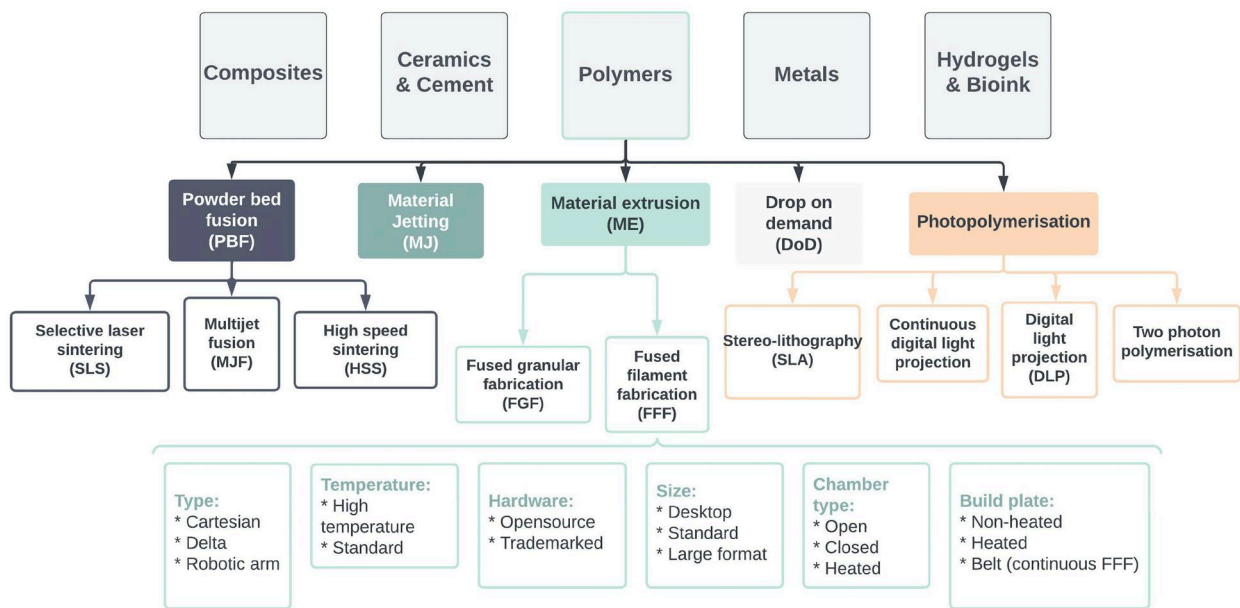 Composites
Ceramics
& Cement
Polymers
Metals
Hydrogels
& Bioink
Powder bed
fusion
(PBF)
Material
Jetting
(MJ)
Material extrusion
(ME)
Drop on
demand
(DoD)
Photopolymerisation
Selective laser
sintering
(SLS)
Multijet
fusion
(MJF)
High speed
sintering
(HSS)
Fused granular
fabrication
(FGF)
Fused
filament
fabrication
(FFF)
Stereo-lithography
(SLA)
Continuous
digital light
projection
Digital
light
projection
(DLP)
Two photon
polymerisation
Type:
* Cartesian
* Delta
* Robotic arm
Temperature:
* High
temperature
* Standard
Hardware:
* Opensource
* Trademarked
Size:
* Desktop
* Standard
* Large format
Chamber
type:
* Open
* Closed
* Heated
Build plate:
* Non-heated
* Heated
* Belt (continuous FFF)